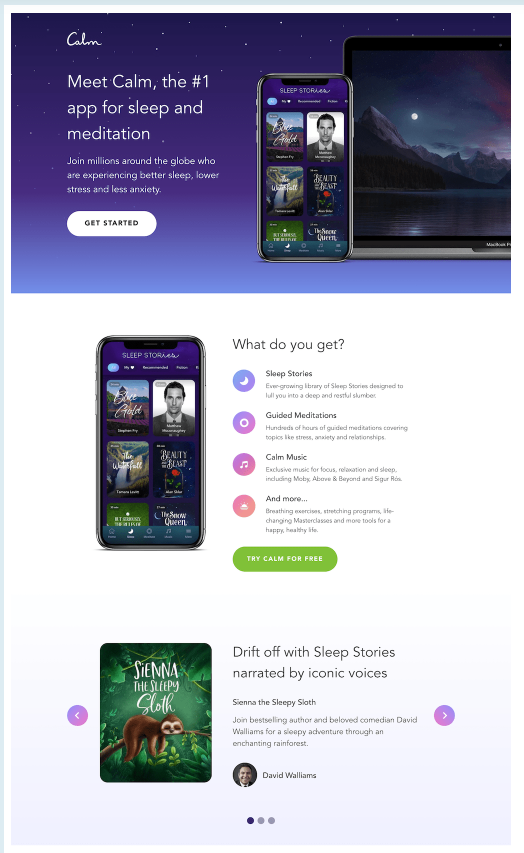 Calm
Meet Calm, the #1
app for sleep and
meditation
Join millions around the globe who
are experiencing better sleep, lower
stress and less anxiety.
GET STARTED
SLEEP STORIES
All
My
Recommended
Fiction
Blue
Gold
Stephen Fry
Matthew
McConaughey
The
Waterfall
Tamara Levitt
BEAUTY
AND THE
BEAST
Alan Sklar
The Snow
Queen
MacBook Pr
What do you get?
SLEEP STORIES
All
My
Recommended
Fiction
Blue
Gold
Stephen Fry
Matthew
McConaughey
The
Waterfall
Tamara Levitt
BEAUTY
AND THE
BEAST
Alan Sklar
The Snow
Queen
Sleep Stories
Ever-growing library of Sleep Stories designed to
lull you into a deep and restful slumber.
Guided Meditations
Hundreds of hours of guided meditations covering
topics like stress, anxiety and relationships.
Calm Music
Exclusive music for focus, relaxation and sleep,
including Moby, Above & Beyond and Sigur Rós.
And more...
Breathing exercises, stretching programs, life-
changing Masterclasses and more tools for a
happy, healthy life.
TRY CALM FOR FREE
SIENNA
THE SLEEPY
Sloth
Drift off with Sleep Stories
narrated by iconic voices
Sienna the Sleepy Sloth
Join bestselling author and beloved comedian David
Walliams for a sleepy adventure through an
enchanting rainforest.
David Walliams